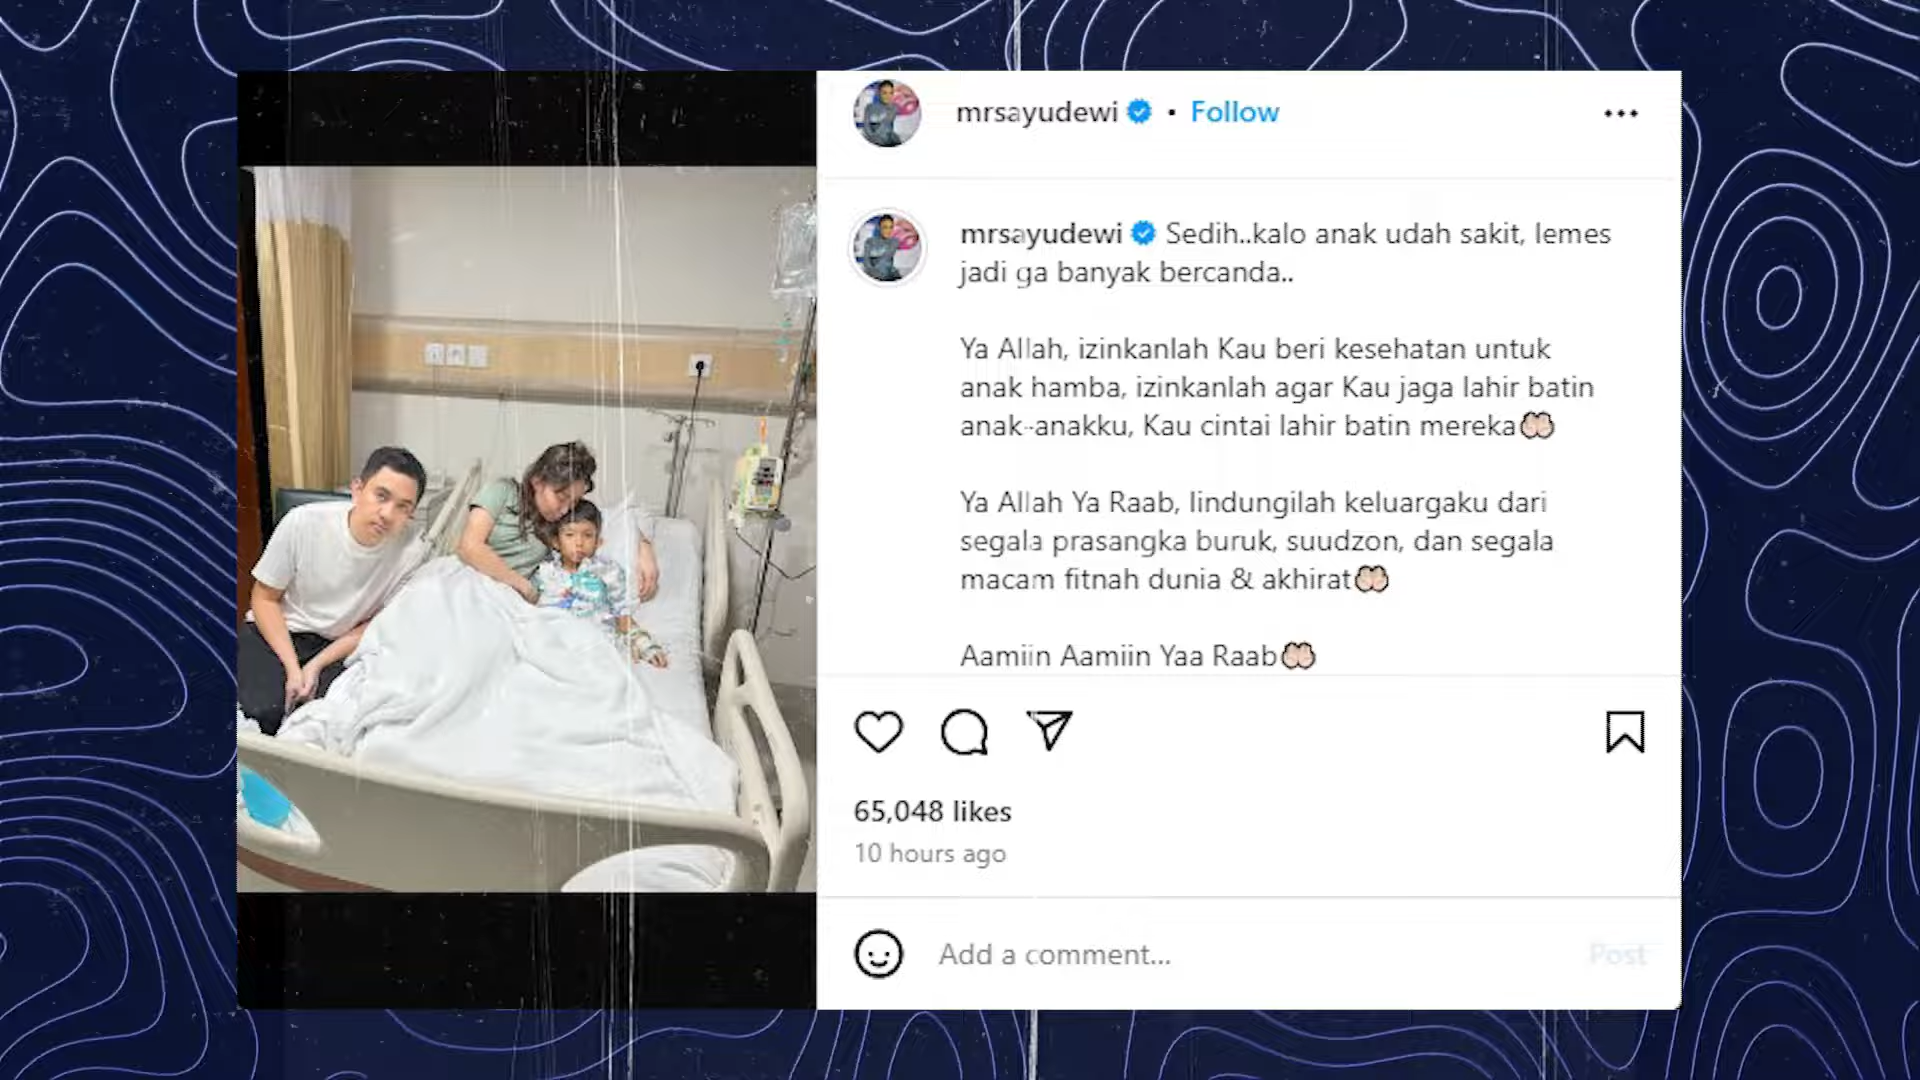 mrsayudewi • Follow
mrsayudewi Sedih..kalo anak udah sakit, lemes
jadi ga banyak bercanda..
Ya Allah, izinkanlah Kau beri kesehatan untuk
anak hamba, izinkanlah agar Kau jaga lahir batin
anak-anakku, Kau cintai lahir batin mereka🤲🏻
Ya Allah Ya Raab, lindungilah keluargaku dari
segala prasangka buruk, suudzon, dan segala
macam fitnah dunia & akhirat🤲🏻
Aamiin Aamiin Yaa Raab🤲🏻
65,048 likes
10 hours ago
Add a comment...
Post